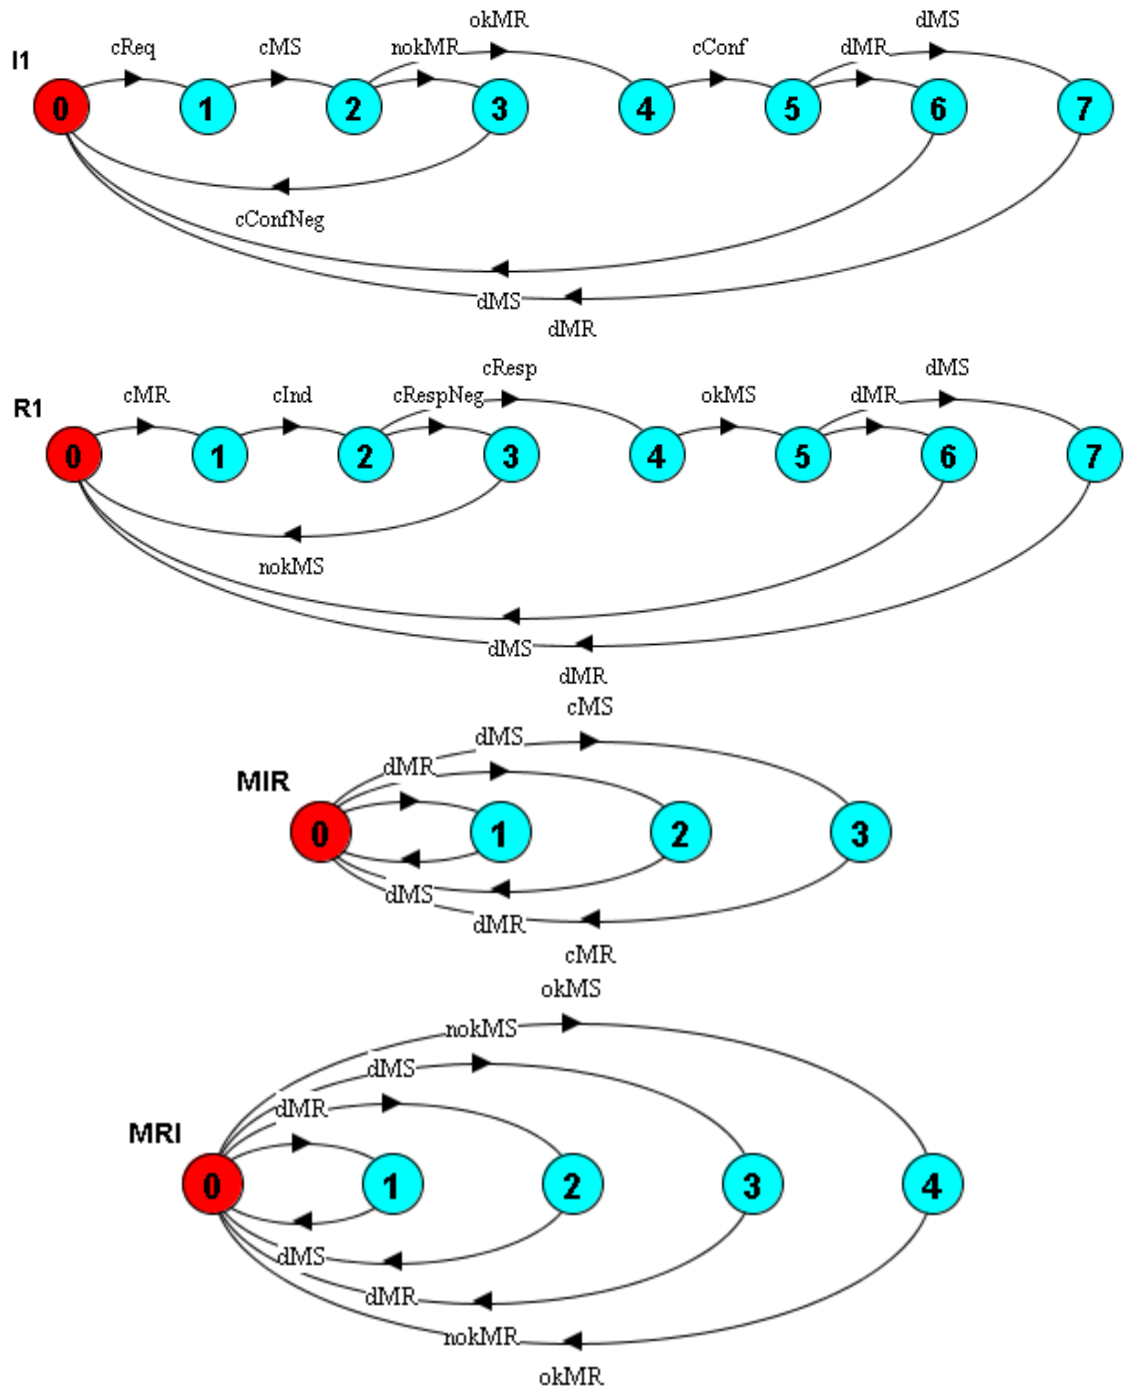 okMR dMS
I1 cReq cMS nokMR cConf dMR
0 1 2 3 4 5 6 7
cConfNeg
dMS
dMR
cResp dMS
R1 cMR cInd cRespNeg okMS dMR
0 1 2 3 4 5 6 7
nokMS
dMS
dMR
cMS
dMS
MIR dMR
0 1 2 3
dMS
dMR
cMR
okMS
nokMS
dMS
dMR
MRI
0 1 2 3 4
dMS
dMR
nokMR
okMR